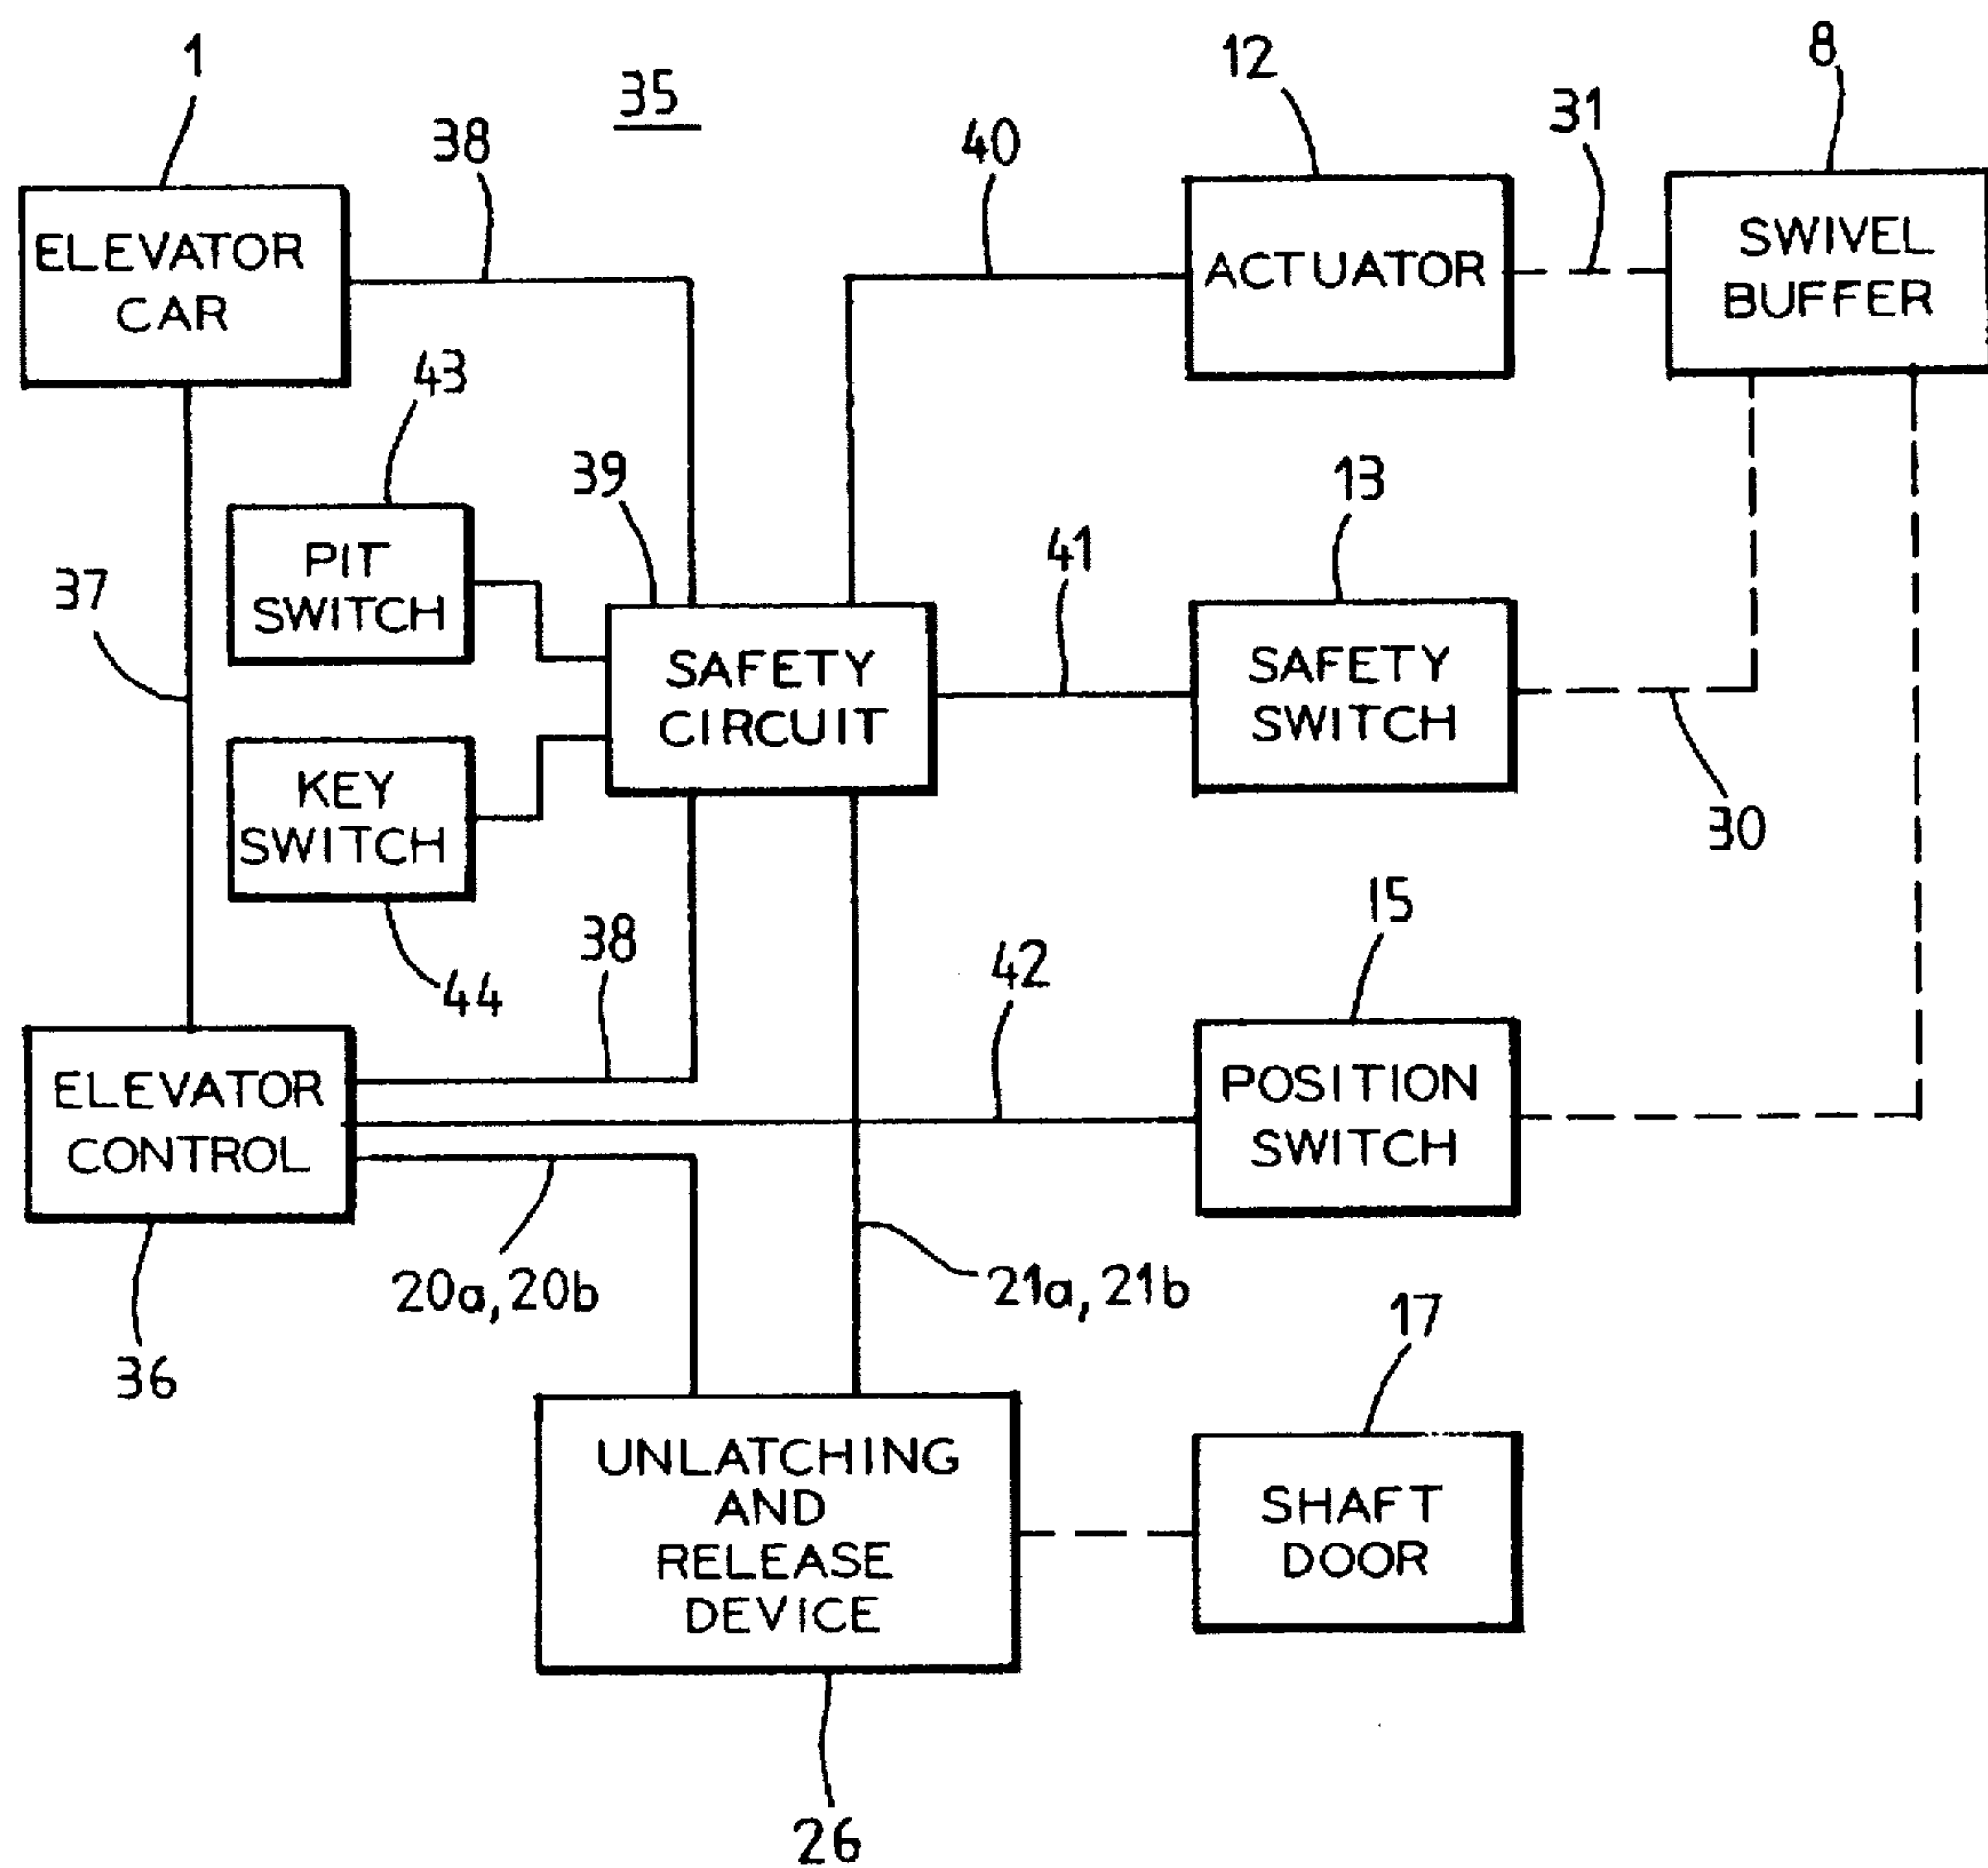 1
35
12
8
38
40
31
ELEVATOR
CAR
ACTUATOR
SWIVEL
BUFFER
43
39
13
41
37
PIT
SWITCH
SAFETY
CIRCUIT
SAFETY
SWITCH
KEY
SWITCH
30
44
38
42
15
ELEVATOR
CONTROL
POSITION
SWITCH
20a, 20b
21a, 21b
36
17
UNLATCHING
AND
RELEASE
DEVICE
SHAFT
DOOR
26